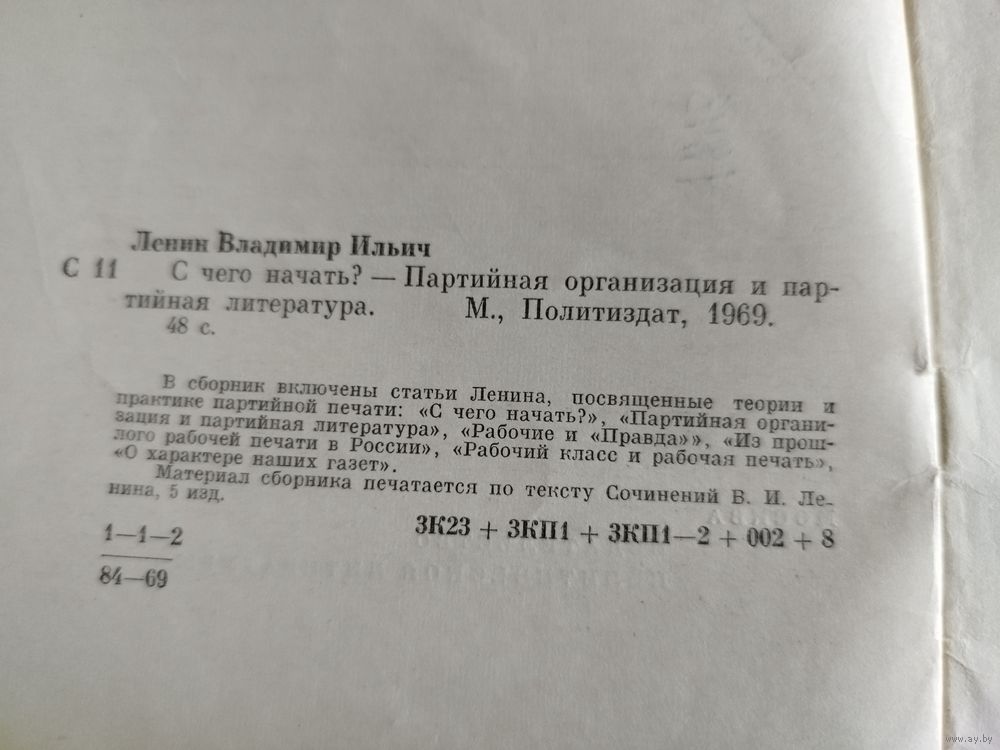 Ленин Владимир Ильич
С 11 С чего начать? — Партийная организация и пар-
тийная литература. М., Политиздат, 1969.
48 с.
В сборник включены статьи Ленина, посвященные теории и
практике партийной печати: «С чего начать?», «Партийная органи-
зация и партийная литература», «Рабочие и «Правда»», «Из прош-
лого рабочей печати в России», «Рабочий класс и рабочая печать»,
«О характере наших газет».
Материал сборника печатается по тексту Сочинений В. И. Ле-
нина, 5 изд.
1—1—2
84—69
3К23 + 3КП1 + 3КП1—2 + 002 + 8
www.ay.by